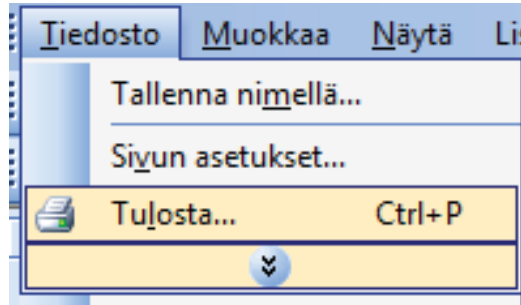 Tiedosto Muokkaa Näytä
Tallenna nimellä...
Sivun asetukset...
Tulosta... Ctrl+P